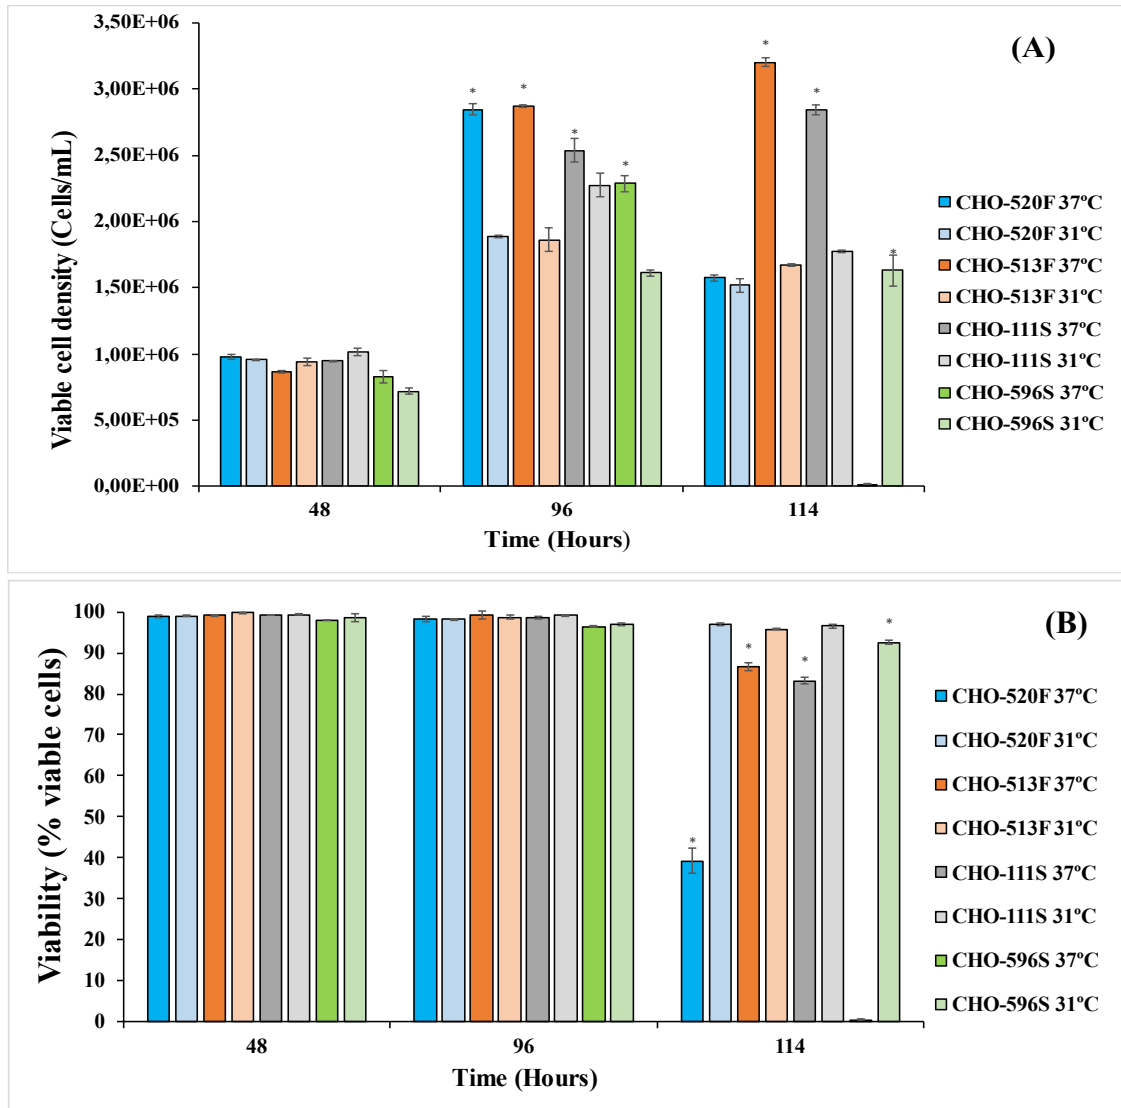 (A)
Viable cell density (Cells/mL)
3,50E+06
3,00E+06
2,50E+06
2,00E+06
1,50E+06
1,00E+06
5,00E+05
0,00E+00
* * * * * * *
48 96 114
Time (Hours)
CHO-520F 37ºC
CHO-520F 31ºC
CHO-513F 37ºC
CHO-513F 31ºC
CHO-111S 37ºC
CHO-111S 31ºC
CHO-596S 37ºC
CHO-596S 31ºC
(B)
Viability (% viable cells)
100
90
80
70
60
50
40
30
20
10
0
* * * *
48 96 114
Time (Hours)
CHO-520F 37ºC
CHO-520F 31ºC
CHO-513F 37ºC
CHO-513F 31ºC
CHO-111S 37ºC
CHO-111S 31ºC
CHO-596S 37ºC
CHO-596S 31ºC